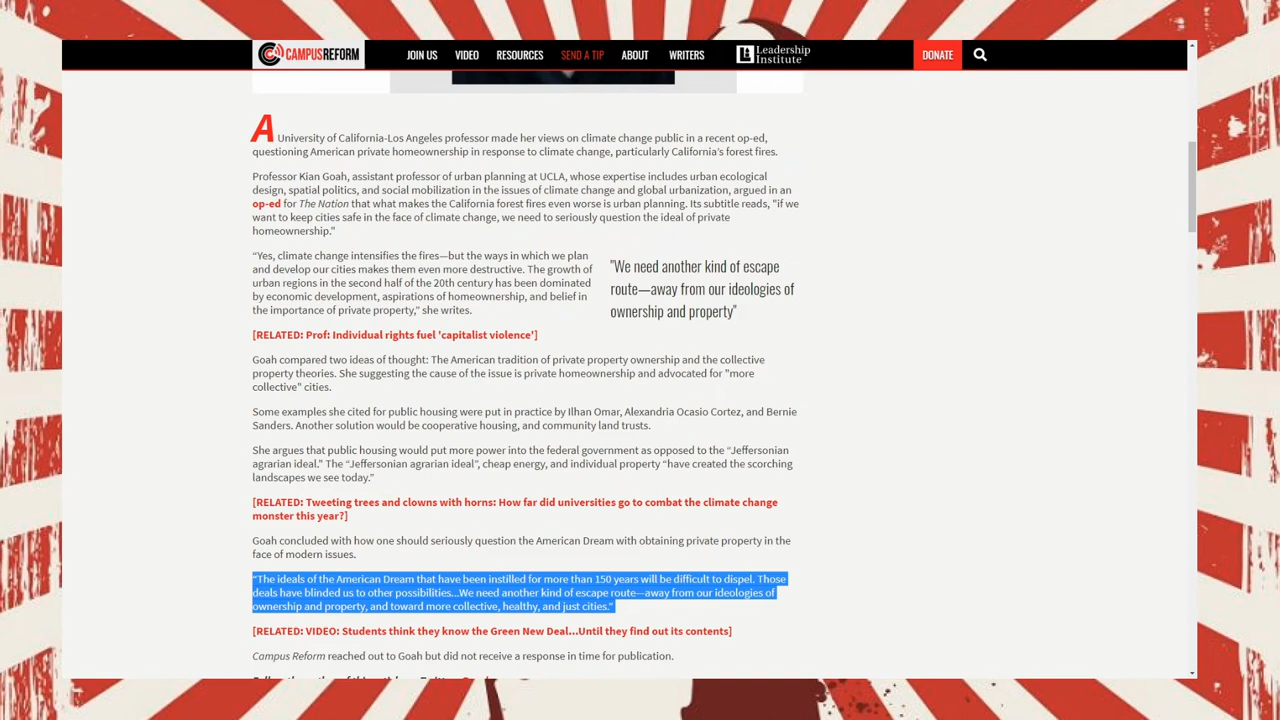 CAMPUSREFORM
JOIN US
VIDEO
RESOURCES
SEND A TIP
ABOUT
WRITERS
Leadership
Institute
DONATE
A University of California-Los Angeles professor made her views on climate change public in a recent op-ed,
questioning American private homeownership in response to climate change, particularly California's forest fires.
Professor Kian Goah, assistant professor of urban planning at UCLA, whose expertise includes urban ecological
design, spatial politics, and social mobilization in the issues of climate change and global urbanization, argued in an
op-ed for The Nation that what makes the California forest fires even worse is urban planning. Its subtitle reads, "if we
want to keep cities safe in the face of climate change, we need to seriously question the ideal of private
homeownership."
“Yes, climate change intensifies the fires—but the ways in which we plan
and develop our cities makes them even more destructive. The growth of
urban regions in the second half of the 20th century has been dominated
by economic development, aspirations of homeownership, and belief in
the importance of private property,” she writes.
"We need another kind of escape
route—away from our ideologies of
ownership and property"
[RELATED: Prof: Individual rights fuel 'capitalist violence']
Goah compared two ideas of thought: The American tradition of private property ownership and the collective
property theories. She suggesting the cause of the issue is private homeownership and advocated for "more
collective" cities.
Some examples she cited for public housing were put in practice by Ilhan Omar, Alexandria Ocasio Cortez, and Bernie
Sanders. Another solution would be cooperative housing, and community land trusts.
She argues that public housing would put more power into the federal government as opposed to the “Jeffersonian
agrarian ideal.” The “Jeffersonian agrarian ideal”, cheap energy, and individual property “have created the scorching
landscapes we see today.”
[RELATED: Tweeting trees and clowns with horns: How far did universities go to combat the climate change
monster this year?]
Goah concluded with how one should seriously question the American Dream with obtaining private property in the
face of modern issues.
“The ideals of the American Dream that have been instilled for more than 150 years will be difficult to dispel. Those
deals have blinded us to other possibilities...We need another kind of escape route—away from our ideologies of
ownership and property, and toward more collective, healthy, and just cities.”
[RELATED: VIDEO: Students think they know the Green New Deal...Until they find out its contents]
Campus Reform reached out to Goah but did not receive a response in time for publication.